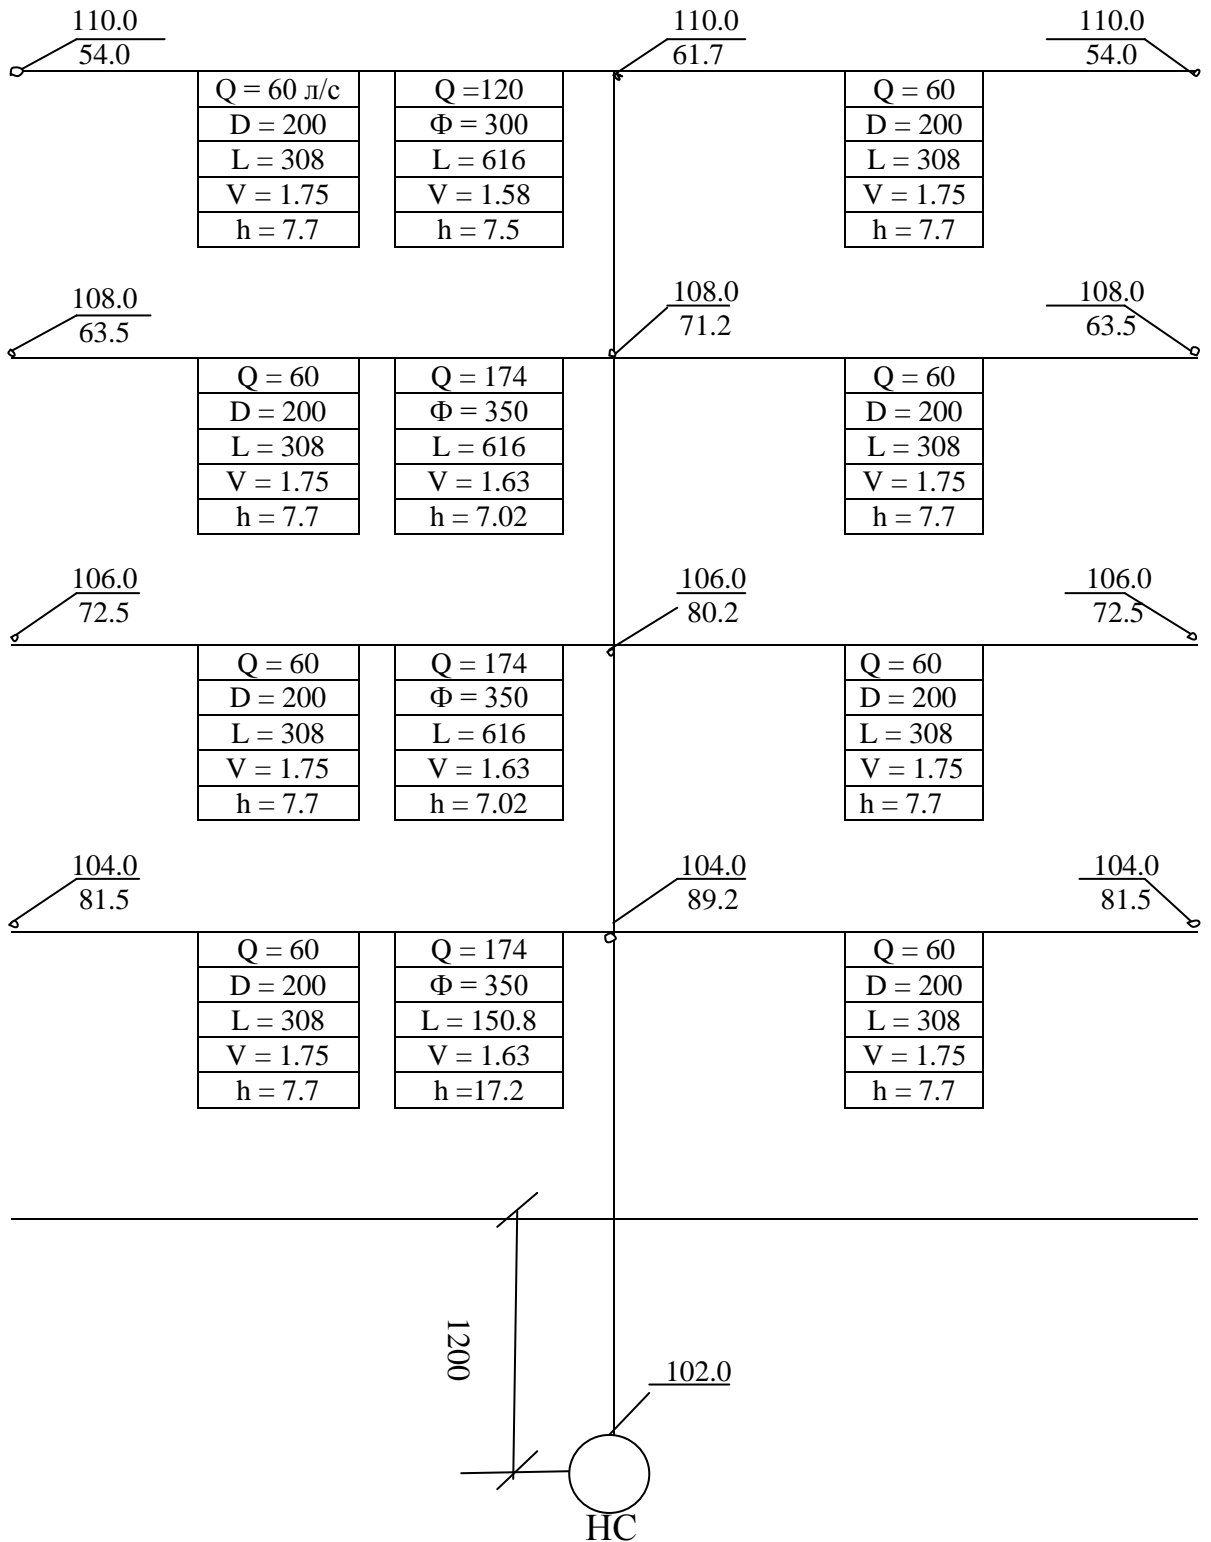 110.0
54.0
110.0
61.7
110.0
54.0
Q = 60 л/с
D = 200
L = 308
V = 1.75
h = 7.7
Q =120
Ф = 300
L = 616
V = 1.58
h = 7.5
Q = 60
D = 200
L = 308
V = 1.75
h = 7.7
108.0
63.5
108.0
71.2
108.0
63.5
Q = 60
D = 200
L = 308
V = 1.75
h = 7.7
Q = 174
Ф = 350
L = 616
V = 1.63
h = 7.02
Q = 60
D = 200
L = 308
V = 1.75
h = 7.7
106.0
72.5
106.0
80.2
106.0
72.5
Q = 60
D = 200
L = 308
V = 1.75
h = 7.7
Q = 174
Ф = 350
L = 616
V = 1.63
h = 7.02
Q = 60
D = 200
L = 308
V = 1.75
h = 7.7
104.0
81.5
104.0
89.2
104.0
81.5
Q = 60
D = 200
L = 308
V = 1.75
h = 7.7
Q = 174
Ф = 350
L = 150.8
V = 1.63
h =17.2
Q = 60
D = 200
L = 308
V = 1.75
h = 7.7
1200
102.0
НС